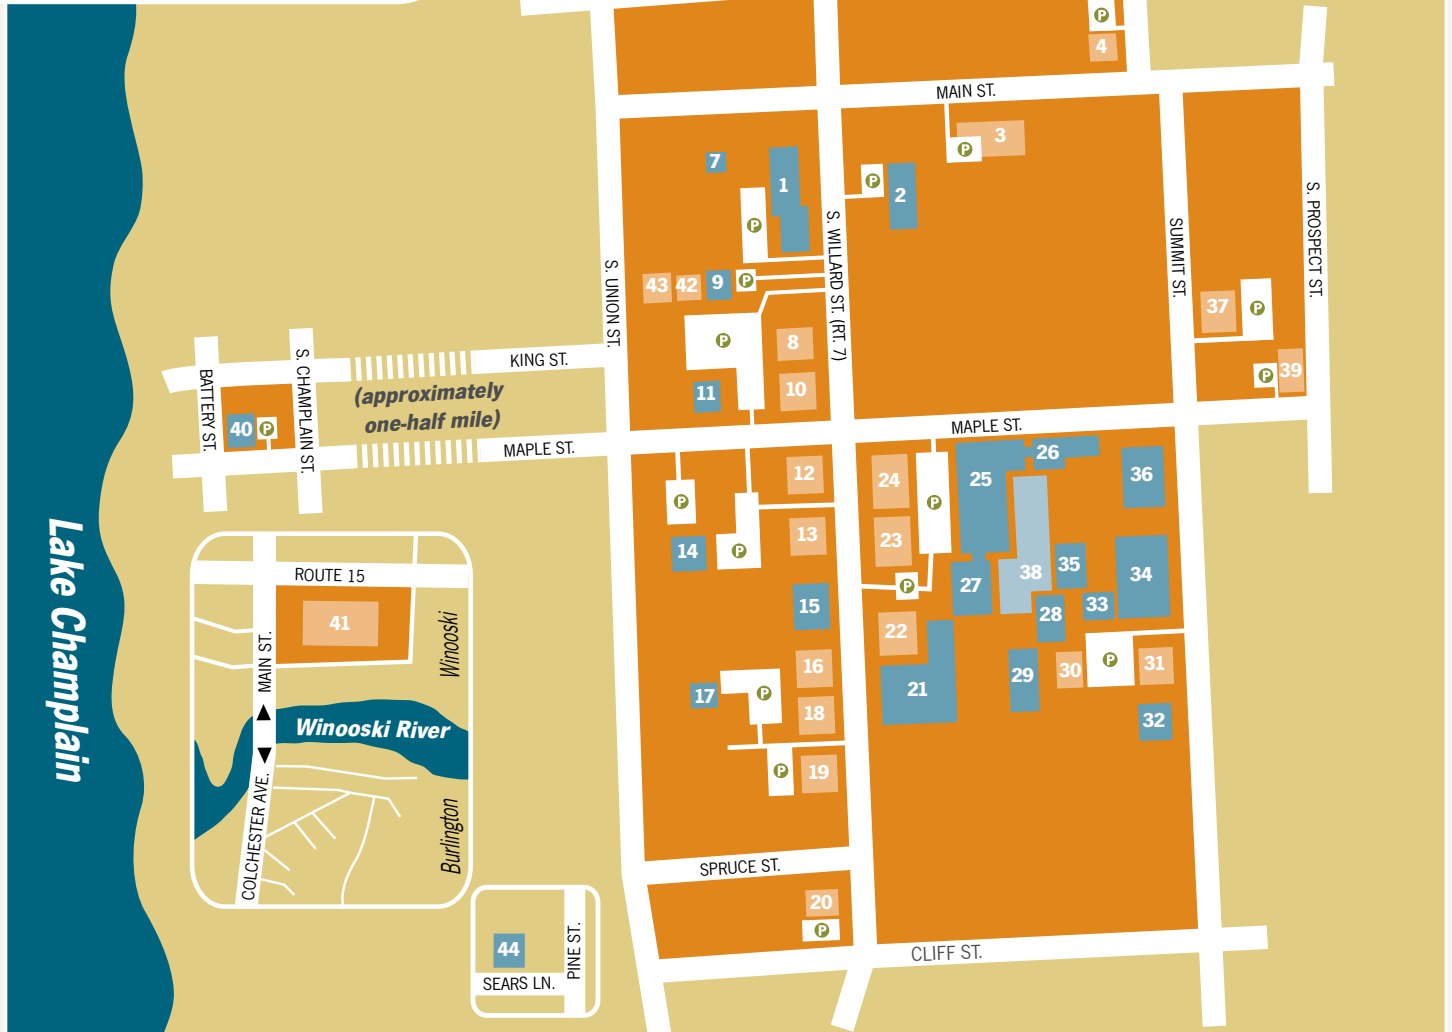 P
4
MAIN ST.
3
P
7
1
P
2
P
S. UNION ST.
S. WILLARD ST. (RT. 7)
SUMMIT ST.
S. PROSPECT ST.
43
42
9
P
37
P
P
8
39
P
KING ST.
BATTERY ST.
S. CHAMPLAIN ST.
(approximately
one-half mile)
11
10
40
P
MAPLE ST.
MAPLE ST.
12
24
25
26
36
P
P
14
P
13
23
38
35
34
Lake Champlain
ROUTE 15
41
MAIN ST.
Winooski
Winooski River
COLCHESTER AVE.
Burlington
15
P
27
28
33
22
16
17
P
18
21
29
30
P
31
32
P
19
SPRUCE ST.
20
P
CLIFF ST.
44
SEARS LN.
PINE ST.